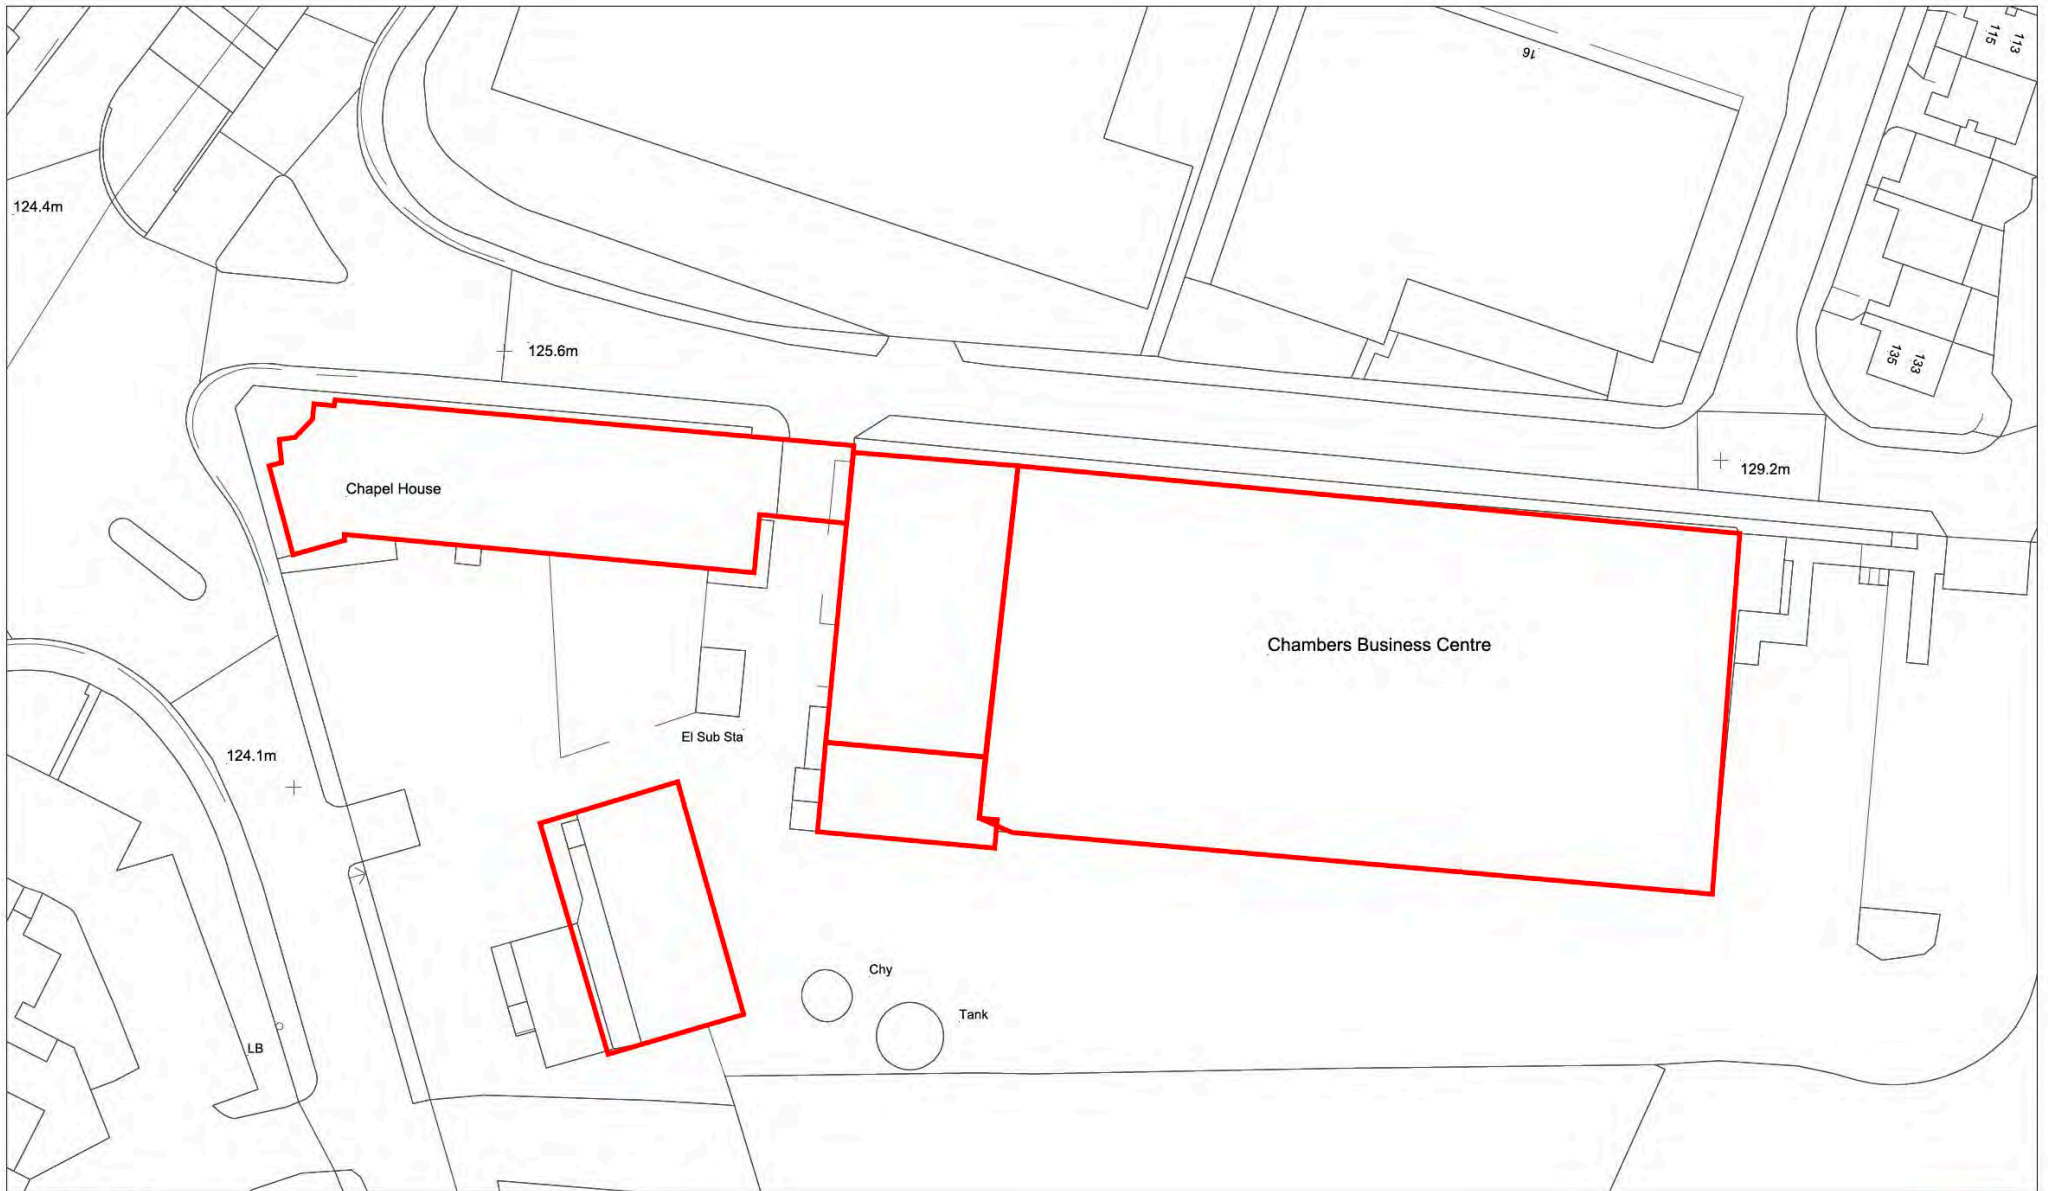 16
115
113
124.4m
125.6m
135
133
129.2m
Chapel House
Chambers Business Centre
El Sub Sta
124.1m
Chy
Tank
LB